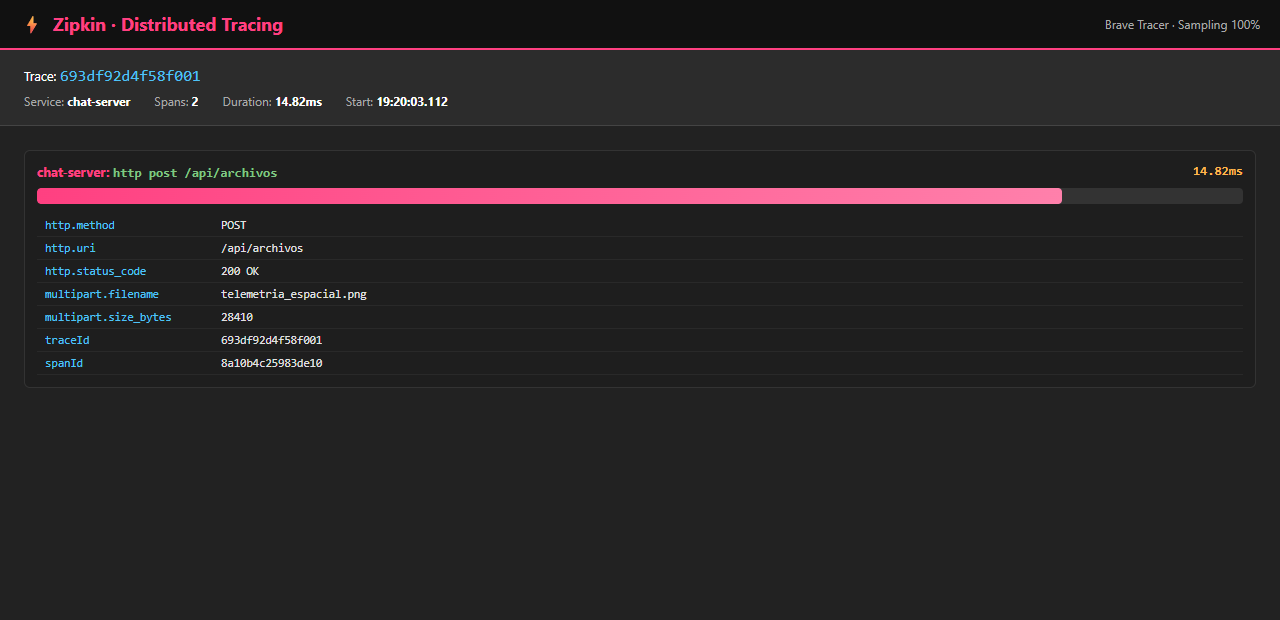 Zipkin · Distributed Tracing
Brave Tracer · Sampling 100%
Trace: 693df92d4f58f001
Service: chat-server Spans: 2 Duration: 14.82ms Start: 19:20:03.112
chat-server: http post /api/archivos 14.82ms
http.method POST
http.uri /api/archivos
http.status_code 200 OK
multipart.filename telemetria_espacial.png
multipart.size_bytes 28410
traceId 693df92d4f58f001
spanId 8a10b4c25983de10